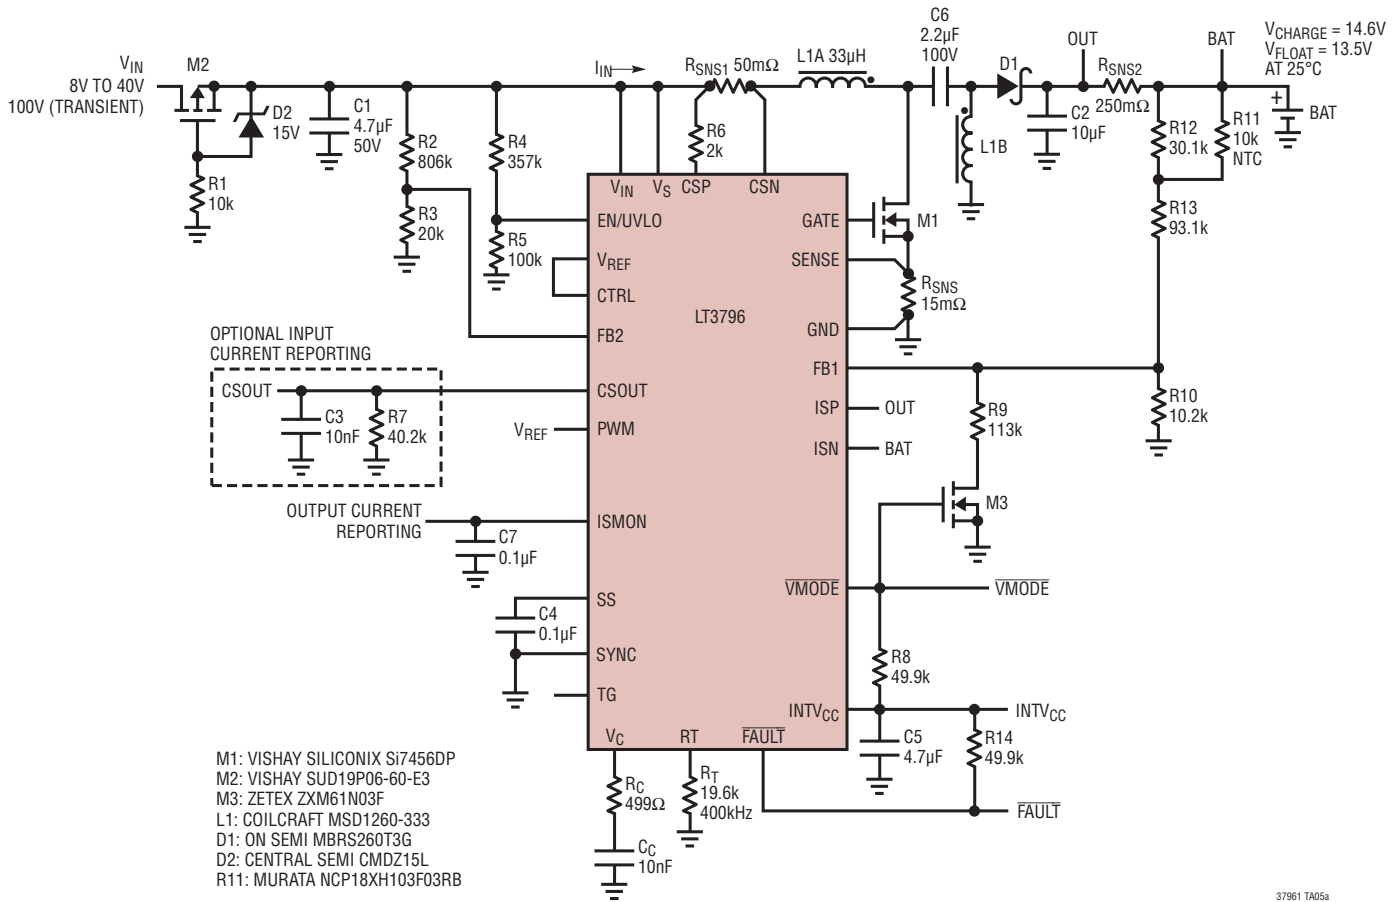 VIN
8V TO 40V
100V (TRANSIENT)
M2
D2
15V
R1
10k
C1
4.7µF
50V
R2
806k
R3
20k
R4
357k
R5
100k
IIN
RSNS1 50mΩ
R6
2k
L1A 33µH
C6
2.2µF
100V
L1B
D1
OUT
C2
10µF
RSNS2
250mΩ
BAT
VCHARGE = 14.6V
VFLOAT = 13.5V
AT 25°C
R12
30.1k
R11
10k
NTC
+
BAT
R13
93.1k
R10
10.2k
VIN
VS
CSP
CSN
EN/UVLO
VREF
CTRL
FB2
LT3796
GATE
M1
SENSE
RSNS
15mΩ
GND
FB1
ISP
OUT
ISN
BAT
R9
113k
M3
OPTIONAL INPUT
CURRENT REPORTING
CSOUT
C3
10nF
R7
40.2k
CSOUT
VREF
PWM
OUTPUT CURRENT
REPORTING
C7
0.1µF
ISMON
SS
C4
0.1µF
SYNC
TG
VMODE
VMODE
R8
49.9k
INTVCC
INTVCC
C5
4.7µF
R14
49.9k
FAULT
VC
RT
FAULT
RC
499Ω
CC
10nF
RT
19.6k
400kHz
M1: VISHAY SILICONIX Si7456DP
M2: VISHAY SUD19P06-60-E3
M3: ZETEX ZXM61N03F
L1: COILCRAFT MSD1260-333
D1: ON SEMI MBRS260T3G
D2: CENTRAL SEMI CMDZ15L
R11: MURATA NCP18XH103F03RB
37961 TA05a